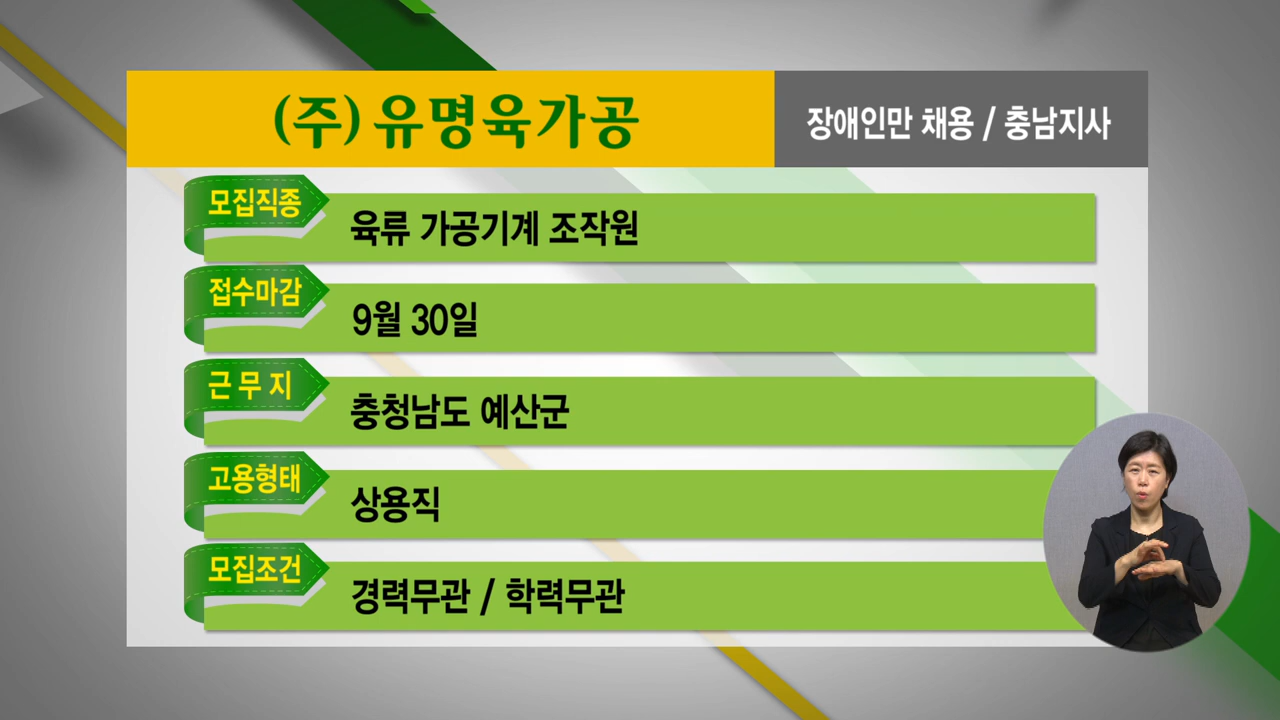 (주)유명육가공
장애인만 채용 / 충남지사
모집직종
육류 가공기계 조작원
접수마감
9월 30일
근 무 지
충청남도 예산군
고용형태
상용직
모집조건
경력무관 / 학력무관